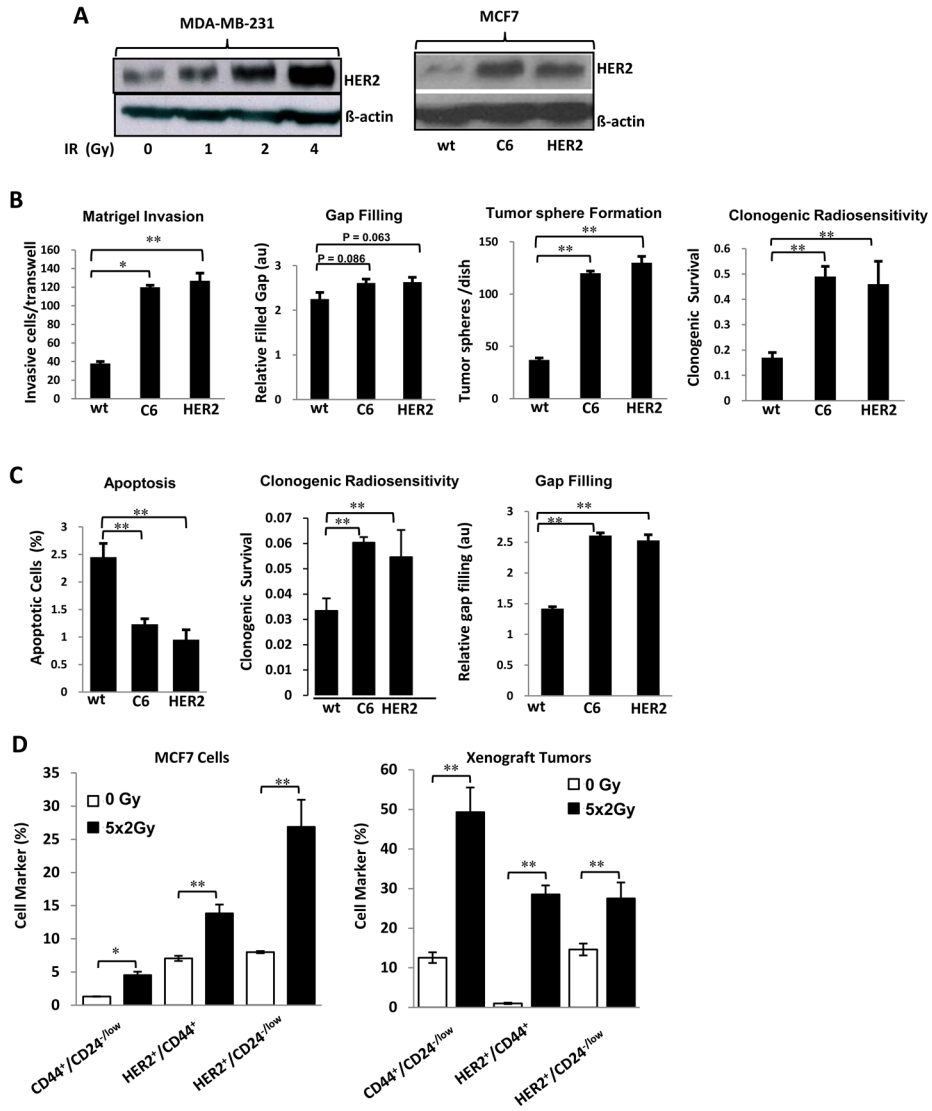 A
MDA-MB-231
HER2
ß-actin
IR (Gy) 0 1 2 4
MCF7
HER2
ß-actin
wt C6 HER2
B
Matrigel Invasion
Invasive cells/transwell
160
140
120
100
80
60
40
20
0
**
*
wt C6 HER2
Gap Filling
Relative Filled Gap (au)
3
2
1
0
P = 0.063
P = 0.086
wt C6 HER2
Tumor sphere Formation
Tumor spheres /dish
150
100
50
0
**
**
wt C6 HER2
Clonogenic Radiosensitivity
Clonogenic Survival
0.6
0.5
0.4
0.3
0.2
0.1
0
**
**
wt C6 HER2
C
Apoptosis
Apoptotic Cells (%)
3
2.5
2
1.5
1
0.5
0
**
**
wt C6 HER2
Clonogenic Radiosensitivity
Clonogenic Survival
0.07
0.06
0.05
0.04
0.03
0.02
0.01
0
**
**
wt C6 HER2
Gap Filling
Relative gap filling (au)
3
2.5
2
1.5
1
0.5
0
**
**
wt C6 HER2
D
MCF7 Cells
Cell Marker (%)
35
30
25
20
15
10
5
0
0 Gy
5x2Gy
*
**
**
CD44⁺/CD24⁻/low
HER2⁺/CD44⁺
HER2⁺/CD24⁻/low
Xenograft Tumors
Cell Marker (%)
60
50
40
30
20
10
0
0 Gy
5x2Gy
**
**
**
CD44⁺/CD24⁻/low
HER2⁺/CD44⁺
HER2⁺/CD24⁻/low